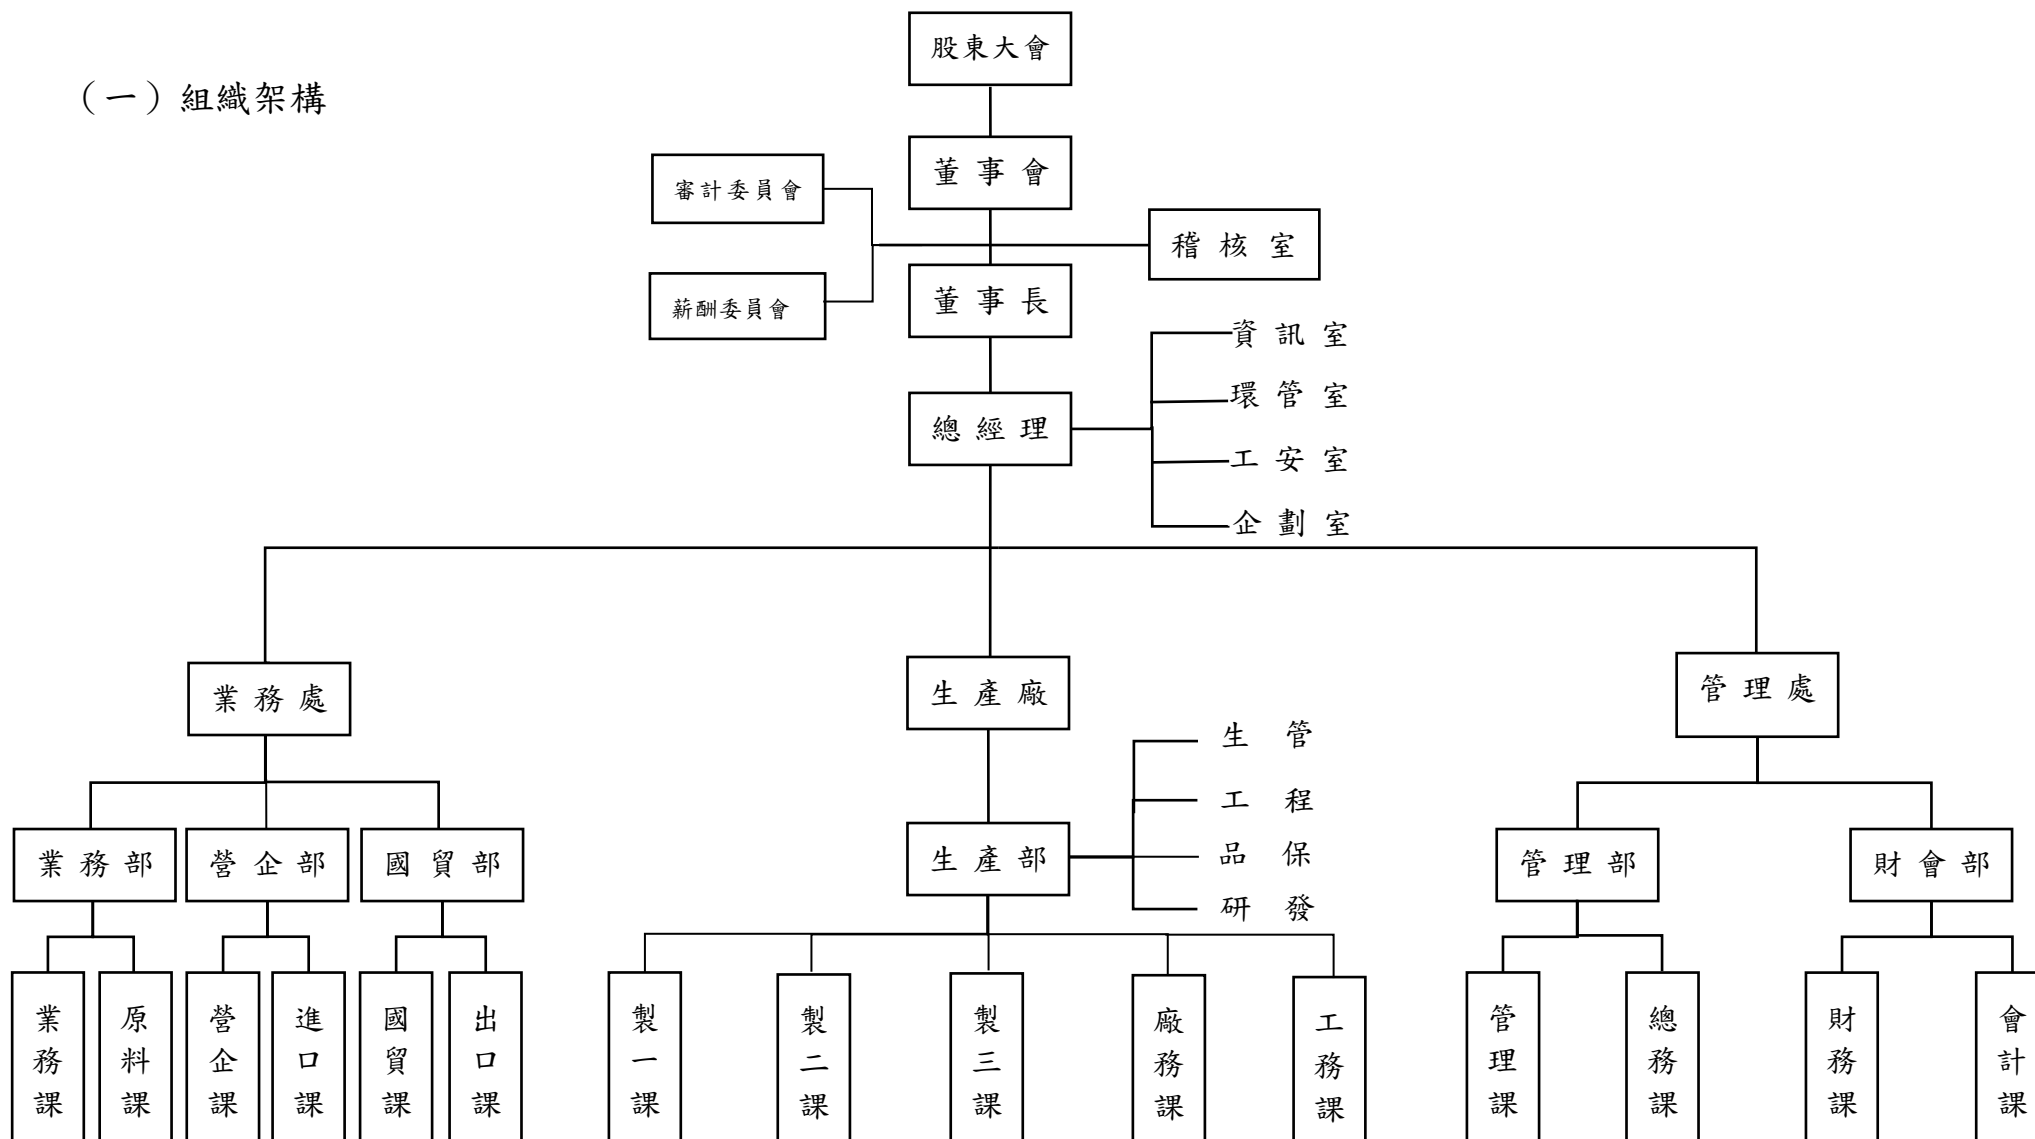 股東大會
（一）組織架構
董事會
審計委員會
稽核室
薪酬委員會
董事長
資訊室
環管室
總經理
工安室
企劃室
業務處
生產廠
管理處
生管
工程
業務部
營企部
國貿部
生產部
品保
管理部
財會部
研發
業務課
原料課
營企課
進口課
國貿課
出口課
製一課
製二課
製三課
廠務課
工務課
管理課
總務課
財務課
會計課